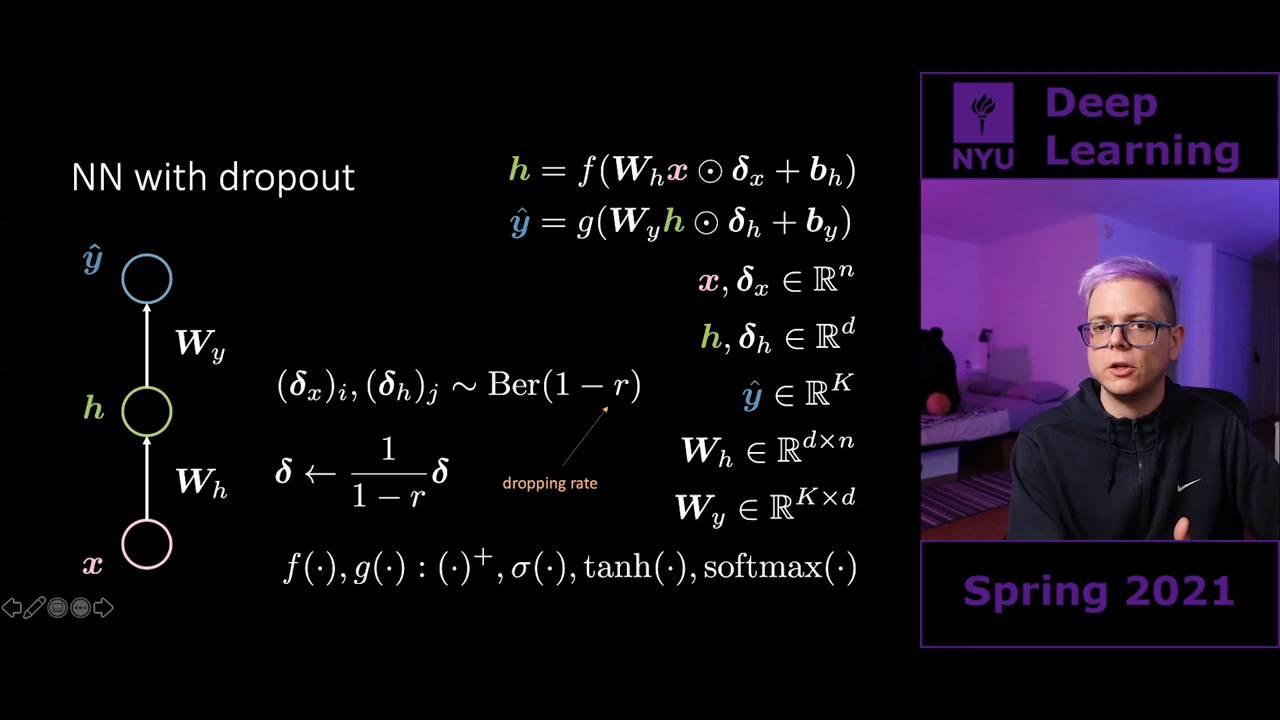 NN with dropout
h = f(W_h x ⊙ δ_x + b_h)
ŷ = g(W_y h ⊙ δ_h + b_y)
x, δ_x ∈ ℝ^n
h, δ_h ∈ ℝ^d
ŷ ∈ ℝ^K
W_h ∈ ℝ^{d×n}
W_y ∈ ℝ^{K×d}
ŷ
W_y
h
W_h
x
(δ_x)_i, (δ_h)_j ∼ Ber(1 − r)
dropping rate
δ ← \frac{1}{1 − r} δ
f(·), g(·) : (·)^+, σ(·), tanh(·), softmax(·)
NYU
Deep
Learning
Spring 2021